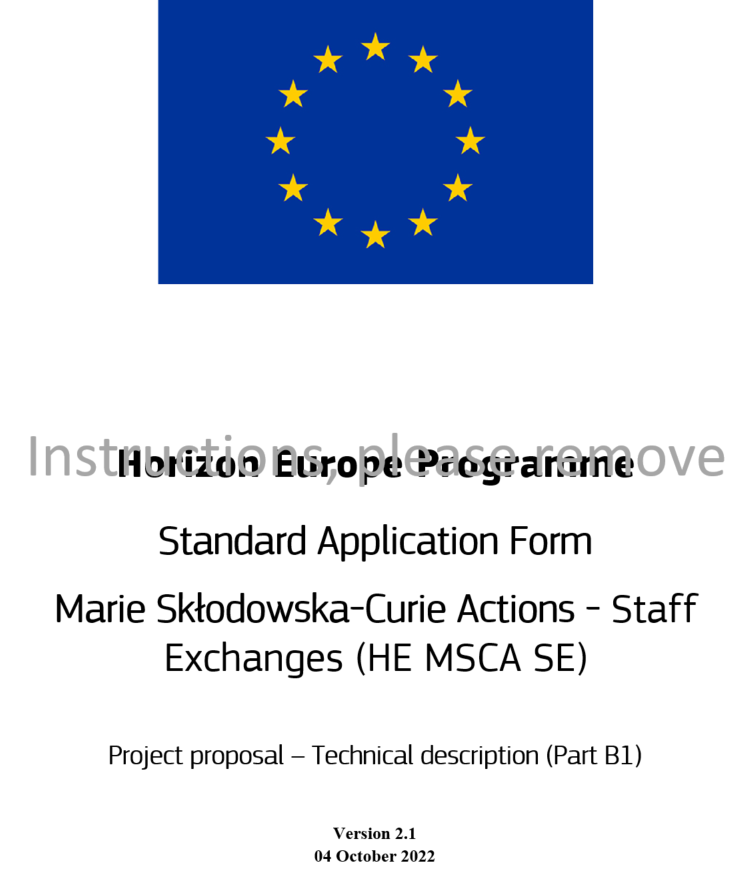 Instructions, please remove
Horizon Europe Programme
Standard Application Form
Marie Skłodowska-Curie Actions - Staff
Exchanges (HE MSCA SE)
Project proposal – Technical description (Part B1)
Version 2.1
04 October 2022